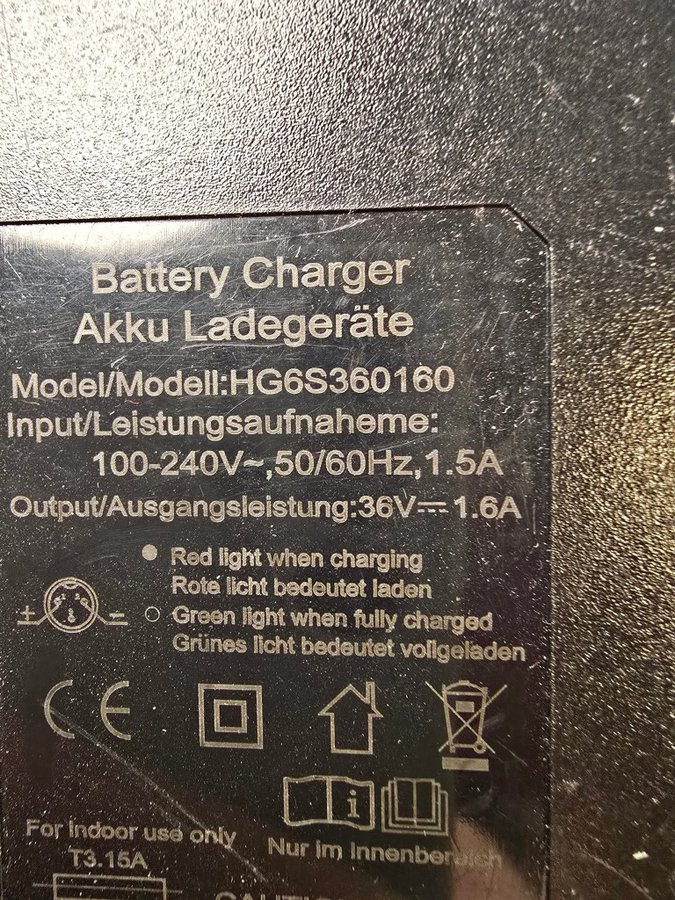 Battery Charger
Akku Ladegeräte
Model/Modell:HG6S360160
Input/Leistungsaufnaheme:
100-240V~,50/60Hz,1.5A
Output/Ausgangsleistung:36V⎓1.6A
Red light when charging
Rote licht bedeutet laden
+ −
Green light when fully charged
Grünes licht bedeutet vollgeladen
CE
i
For indoor use only
Nur im Innenbereich
T3.15A